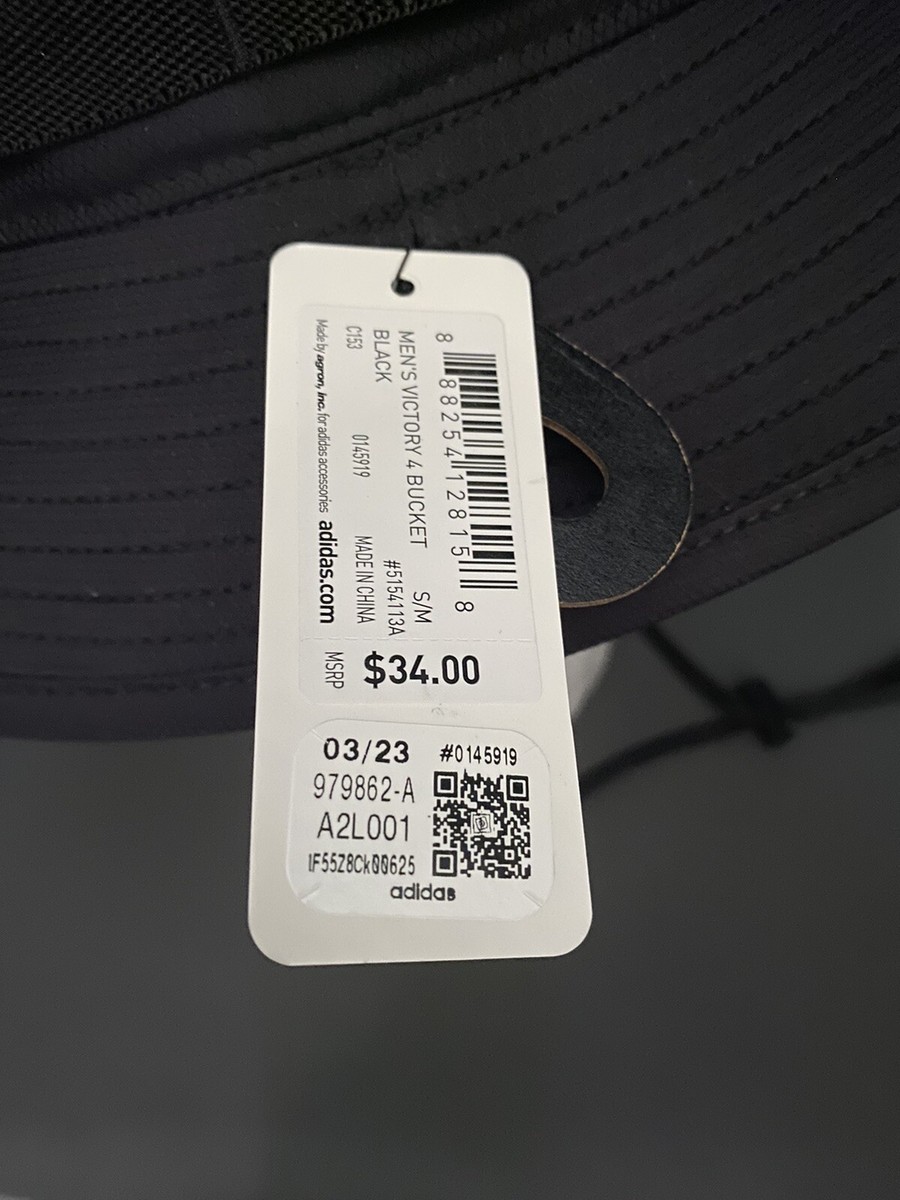 8 88254 12815 8
MEN'S VICTORY 4 BUCKET S/M
BLACK #5154113A
C153 0145919 MADE IN CHINA
Made by agron, inc. for adidas accessories adidas.com
MSRP $34.00
03/23 #0145919
979862-A
A2L001
1F55Z8Ck00625
adidas